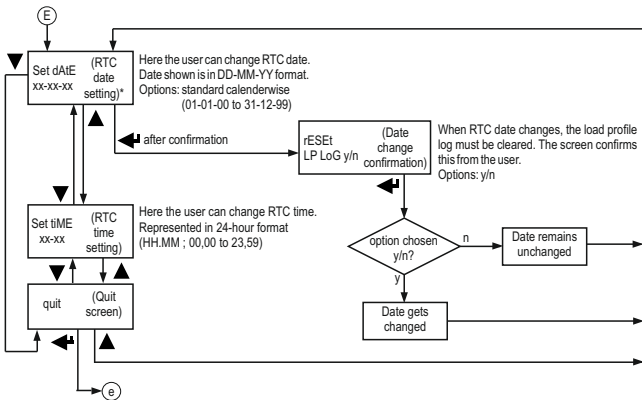 E
Set dAtE
xx-xx-xx
(RTC
date
setting)*
Here the user can change RTC date.
Date shown is in DD-MM-YY format.
Options: standard calenderwise
(01-01-00 to 31-12-99)
after confirmation
rESEt
LP LoG y/n
(Date
change
confirmation)
When RTC date changes, the load profile
log must be cleared. The screen confirms
this from the user.
Options: y/n
Set tiME
xx-xx
(RTC
time
setting)
Here the user can change RTC time.
Represented in 24-hour format
(HH.MM ; 00,00 to 23,59)
option chosen
y/n?
n
Date remains
unchanged
y
Date gets
changed
quit
(Quit
screen)
e